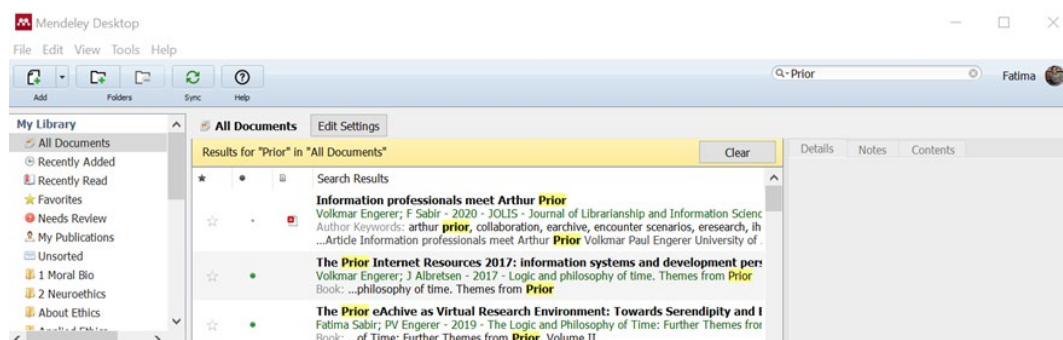 Mendeley Desktop
File Edit View Tools Help
Prior
Fatima
Add Folders Sync Help
My Library
All Documents
Recently Added
Recently Read
Favorites
Needs Review
My Publications
Unsorted
1 Moral Bio
2 Neuroethics
About Ethics
All Documents Edit Settings
Results for "Prior" in "All Documents" Clear
Search Results
Information professionals meet Arthur Prior
Volkmar Engerer; F Sabir - 2020 - JOLIS - Journal of Librarianship and Information Scienc
Author Keywords: arthur prior, collaboration, earchive, encounter scenarios, eresearch, ih
...Article Information professionals meet Arthur Prior Volkmar Paul Engerer University of
The Prior Internet Resources 2017: information systems and development pers
Volkmar Engerer; J Albretsen - 2017 - Logic and philosophy of time. Themes from Prior
Book: ...philosophy of time. Themes from Prior
The Prior eAchive as Virtual Research Environment: Towards Serendipity and
Fatima Sabir; PV Engerer - 2019 - The Logic and Philosophy of Time: Further Themes fror
Book: ...of Time: Further Themes from Prior, Volume II
Details Notes Contents